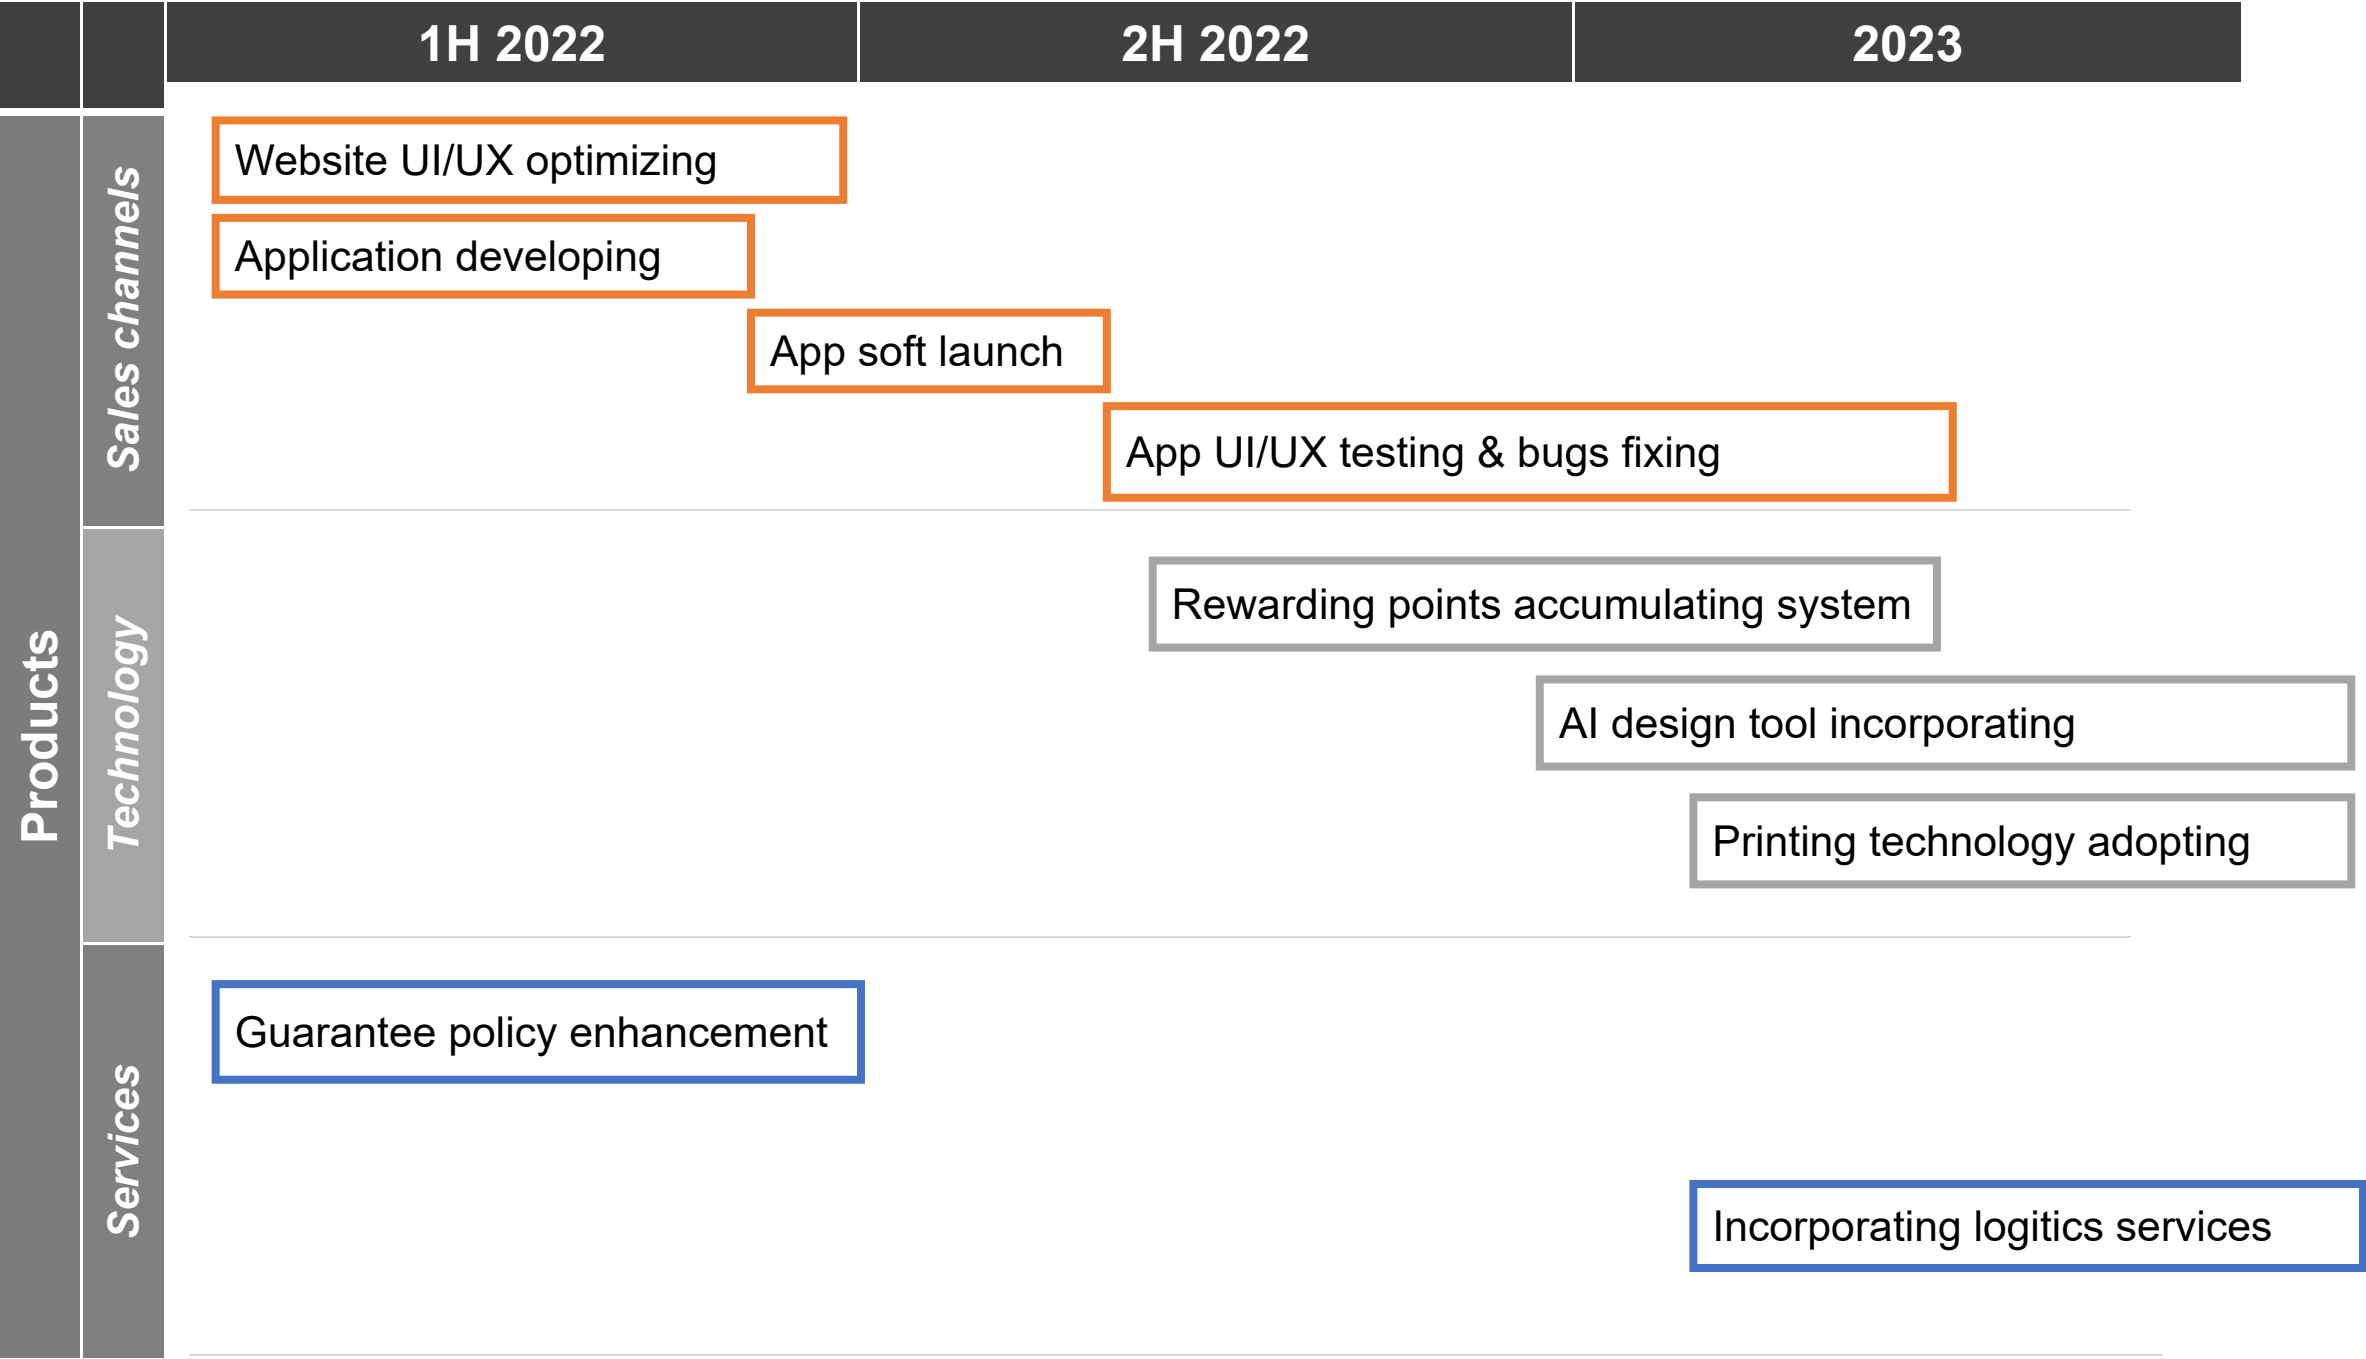 1H 2022
2H 2022
2023
Products
Sales channels
Website UI/UX optimizing
Application developing
App soft launch
App UI/UX testing & bugs fixing
Technology
Rewarding points accumulating system
AI design tool incorporating
Printing technology adopting
Services
Guarantee policy enhancement
Incorporating logitics services